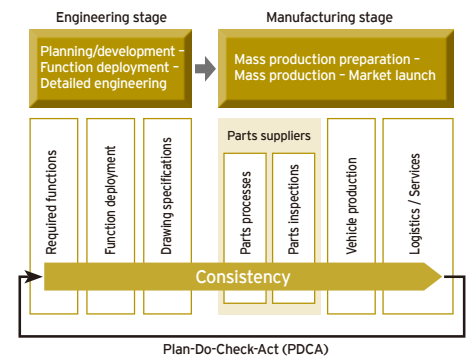 Engineering stage
Manufacturing stage
Planning/development –
Function deployment –
Detailed engineering
Mass production preparation –
Mass production – Market launch
Required functions
Function deployment
Drawing specifications
Parts suppliers
Parts processes
Parts inspections
Vehicle production
Logistics / Services
Consistency
Plan-Do-Check-Act (PDCA)